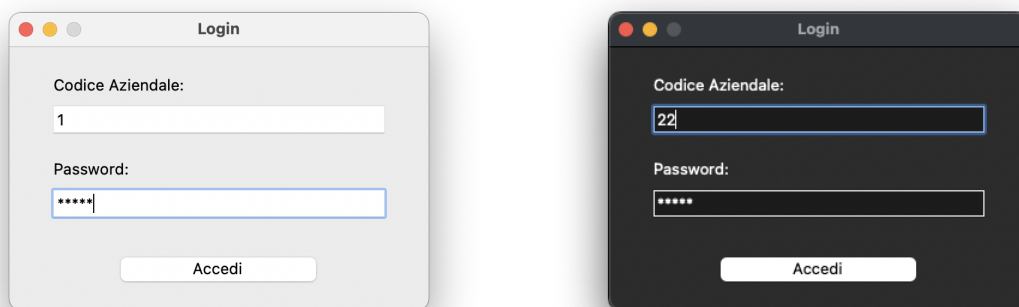 Login
Codice Aziendale:
1
Password:
*****
Accedi
Login
Codice Aziendale:
22
Password:
*****
Accedi